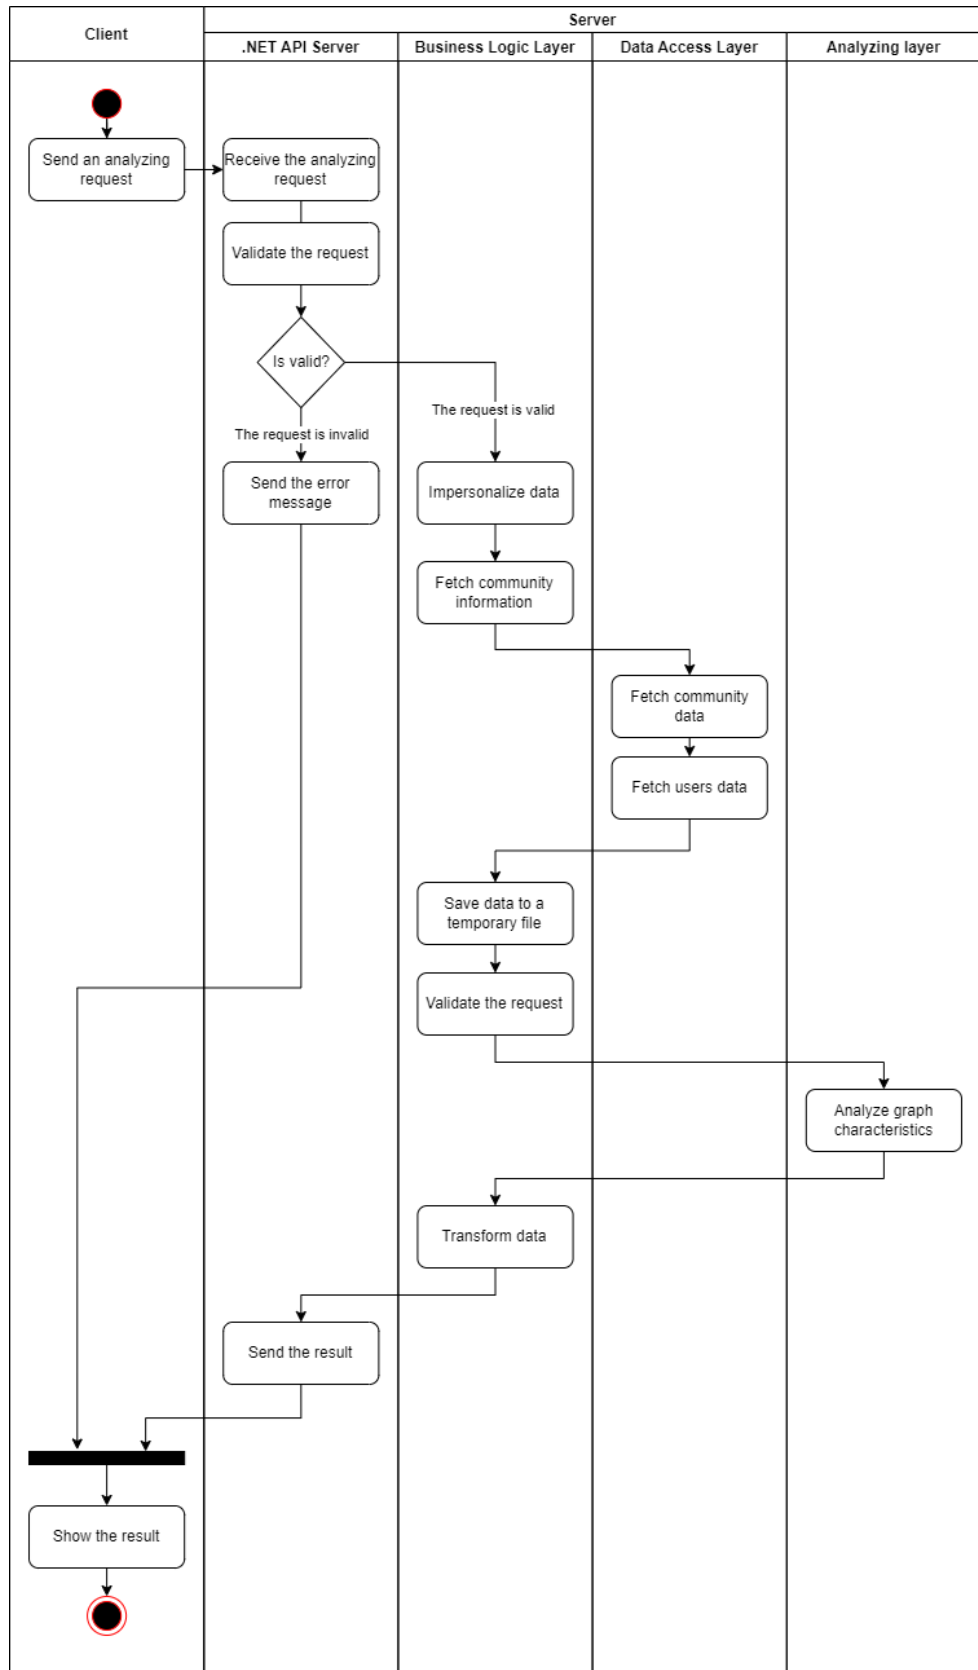 Client
Server
.NET API Server
Business Logic Layer
Data Access Layer
Analyzing layer
Send an analyzing
request
Receive the analyzing
request
Validate the request
Is valid?
The request is valid
The request is invalid
Send the error
message
Impersonalize data
Fetch community
information
Fetch community
data
Fetch users data
Save data to a
temporary file
Validate the request
Analyze graph
characteristics
Transform data
Send the result
Show the result